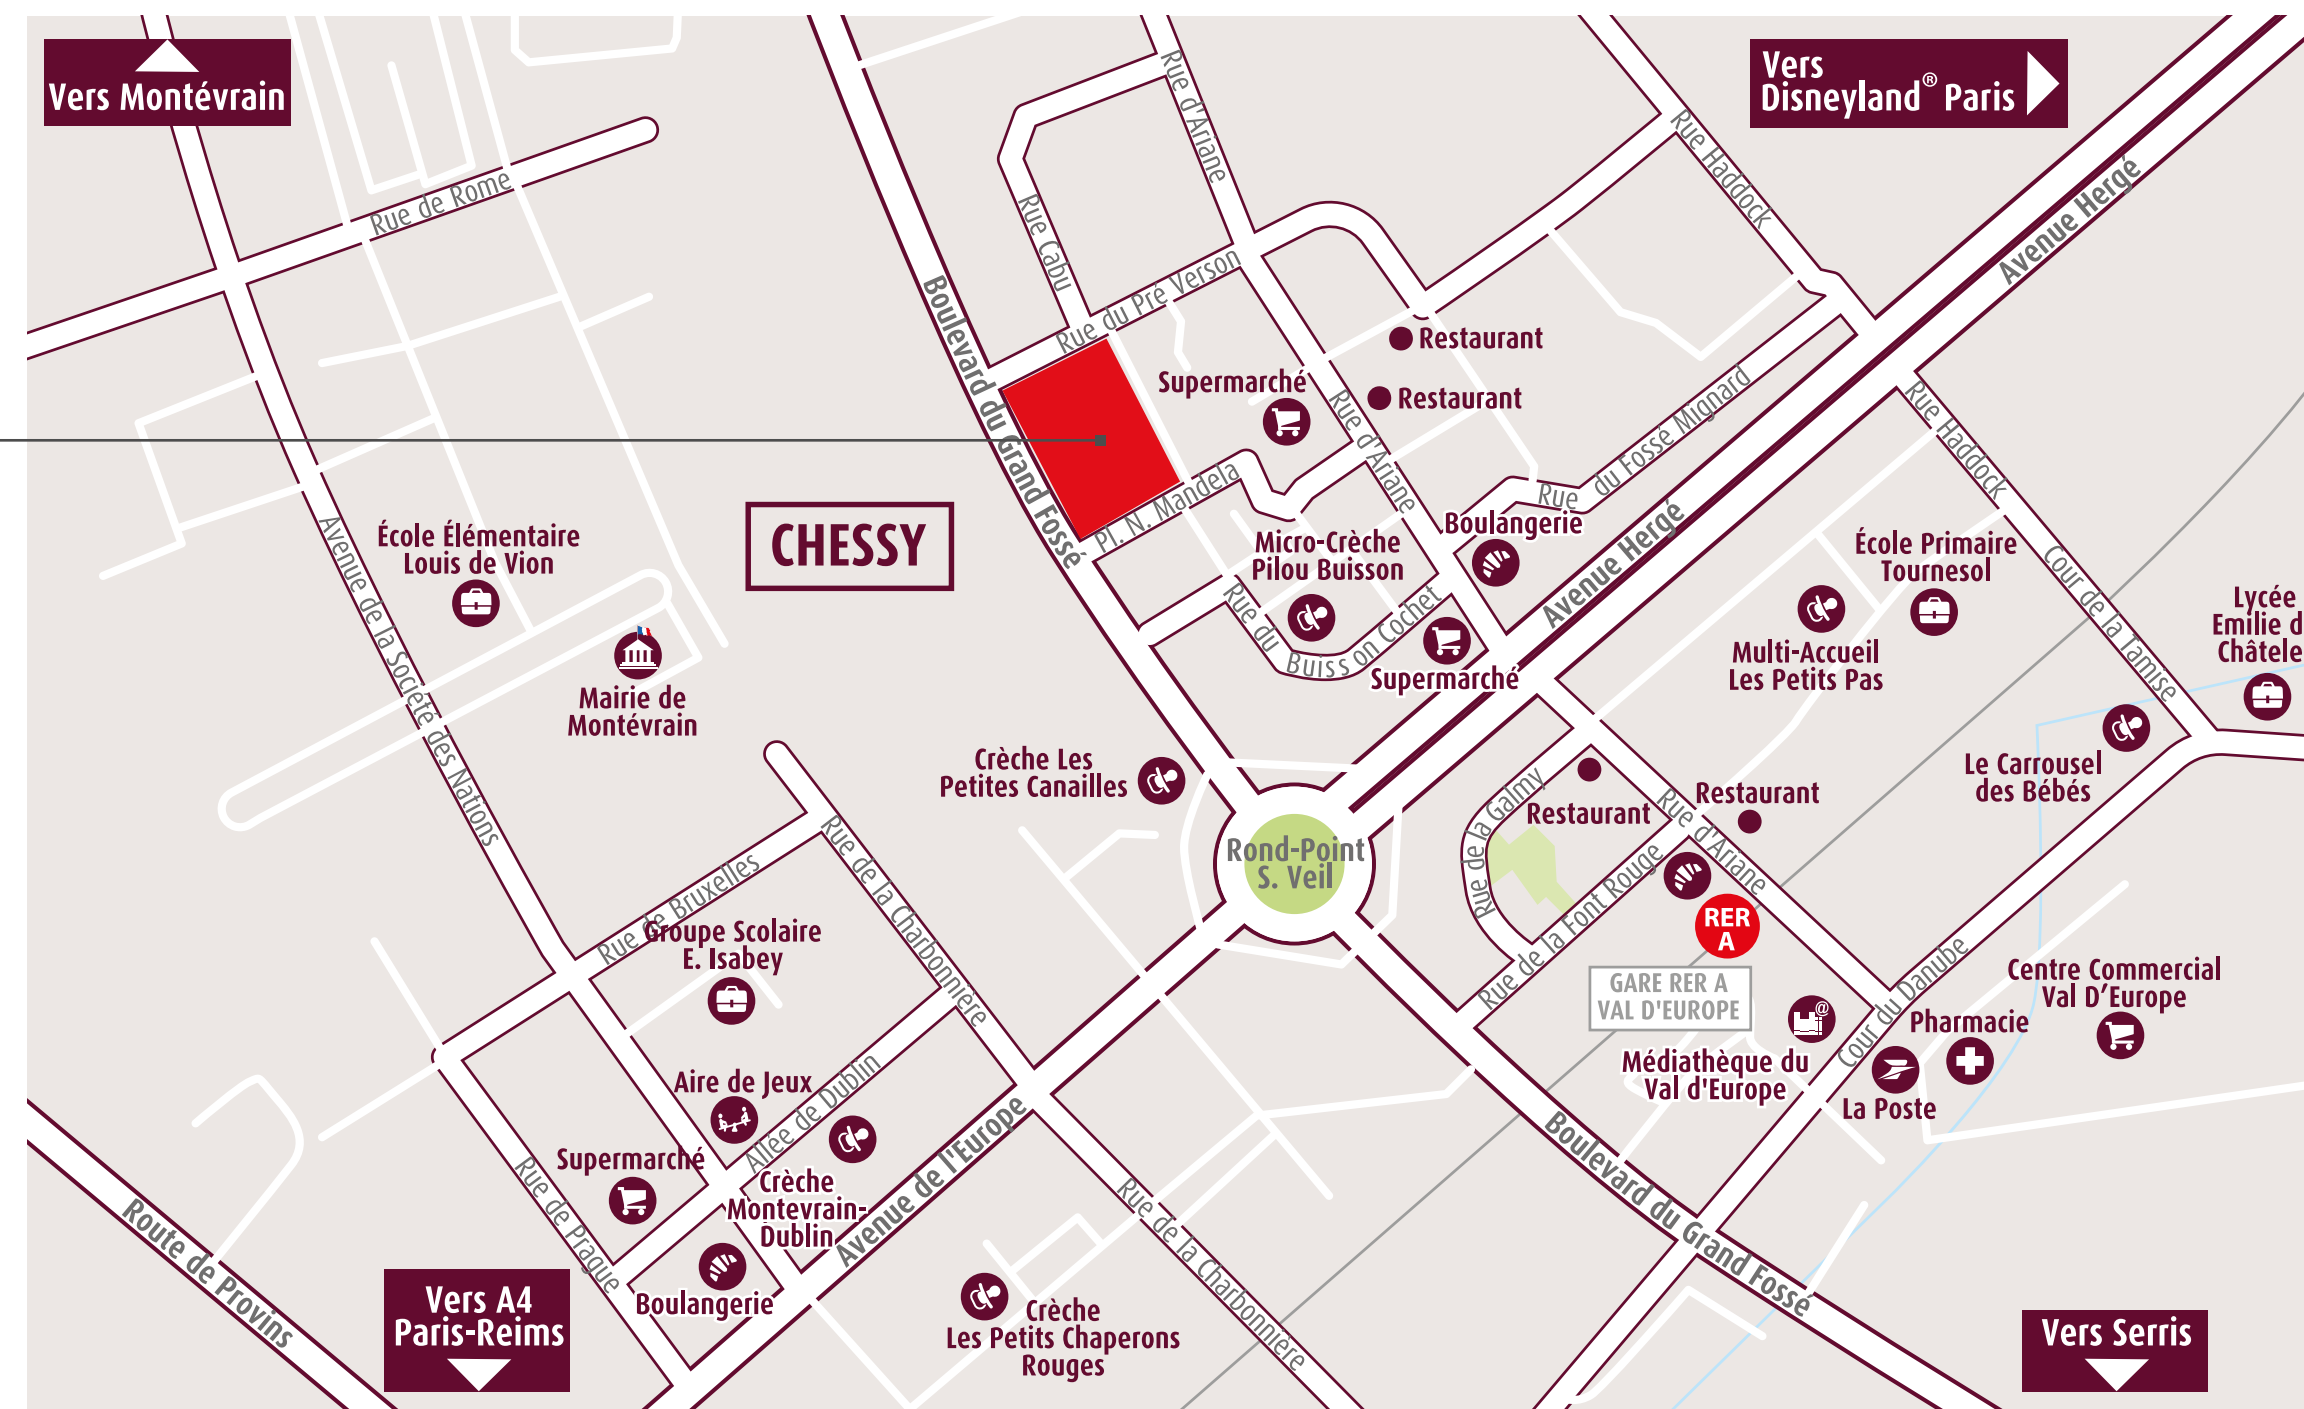 Vers Montévrain
Vers
Disneyland® Paris
Rue d'Ariane
Rue Haddock
Avenue Hergé
Rue de Rome
Rue Cabu
Boulevard du Grand Fossé
Rue du Pré Verson
Restaurant
Restaurant
Supermarché
Rue d'Ariane
Rue du Fossé Mignard
Rue Haddock
Pl. N. Mandela
CHESSY
École Élémentaire
Louis de Vion
Avenue de la Société des Nations
Mairie de
Montévrain
Micro-Crèche
Pilou Buisson
Boulangerie
Avenue Hergé
Rue du Buisson Cochet
Supermarché
École Primaire
Tournesol
Multi-Accueil
Les Petits Pas
Cour de la Tamise
Lycée
Emilie d
Châtele
Le Carrousel
des Bébés
Crèche Les
Petites Canailles
Rond-Point
S. Veil
Rue de la Galmy
Restaurant
Restaurant
Rue d'Ariane
Rue de la Font Rouge
RER
A
GARE RER A
VAL D'EUROPE
Rue de Bruxelles
Rue de la Charbonnière
Groupe Scolaire
E. Isabey
Aire de Jeux
Allée de Dublin
Supermarché
Rue de Prague
Crèche
Montevrain-
Dublin
Boulangerie
Avenue de l'Europe
Médiathèque du
Val d'Europe
@
Cour du Danube
Centre Commercial
Val D'Europe
Pharmacie
La Poste
Boulevard du Grand Fossé
Route de Provins
Vers A4
Paris-Reims
Crèche
Les Petits Chaperons
Rouges
Rue de la Charbonnière
Vers Serris